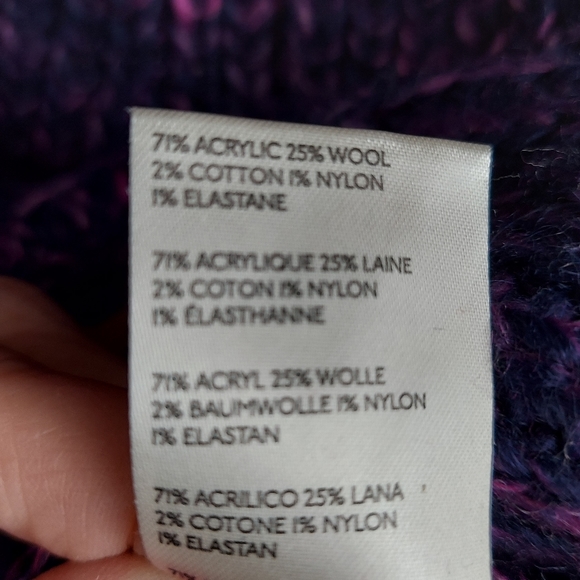 71% ACRYLIC 25% WOOL
2% COTTON 1% NYLON
1% ELASTANE
71% ACRYLIQUE 25% LAINE
2% COTON 1% NYLON
1% ÉLASTHANNE
71% ACRYL 25% WOLLE
2% BAUMWOLLE 1% NYLON
1% ELASTAN
71% ACRILICO 25% LANA
2% COTONE 1% NYLON
1% ELASTAN
71%